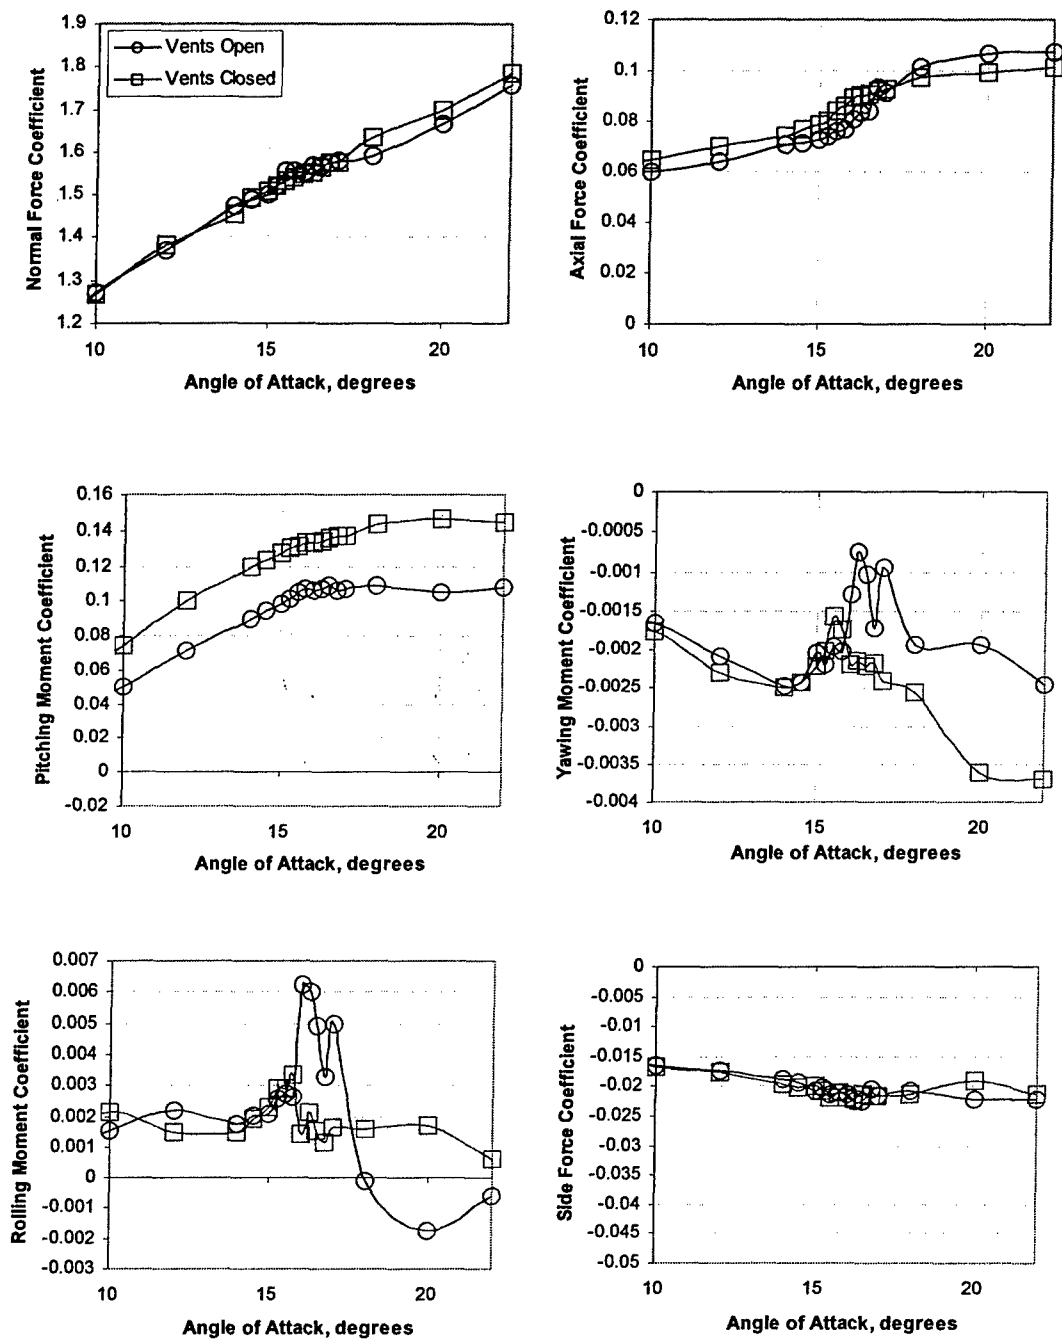 1.9
1.8
1.7
1.6
1.5
1.4
1.3
1.2
Normal Force Coefficient
Vents Open
Vents Closed
10 15 20
Angle of Attack, degrees
0.12
0.1
0.08
0.06
0.04
0.02
0
Axial Force Coefficient
10 15 20
Angle of Attack, degrees
0.16
0.14
0.12
0.1
0.08
0.06
0.04
0.02
0
-0.02
Pitching Moment Coefficient
10 15 20
Angle of Attack, degrees
0
-0.0005
-0.001
-0.0015
-0.002
-0.0025
-0.003
-0.0035
-0.004
Yawing Moment Coefficient
10 15 20
Angle of Attack, degrees
0.007
0.006
0.005
0.004
0.003
0.002
0.001
0
-0.001
-0.002
-0.003
Rolling Moment Coefficient
10 15 20
Angle of Attack, degrees
0
-0.005
-0.01
-0.015
-0.02
-0.025
-0.03
-0.035
-0.04
-0.045
-0.05
Side Force Coefficient
10 15 20
Angle of Attack, degrees